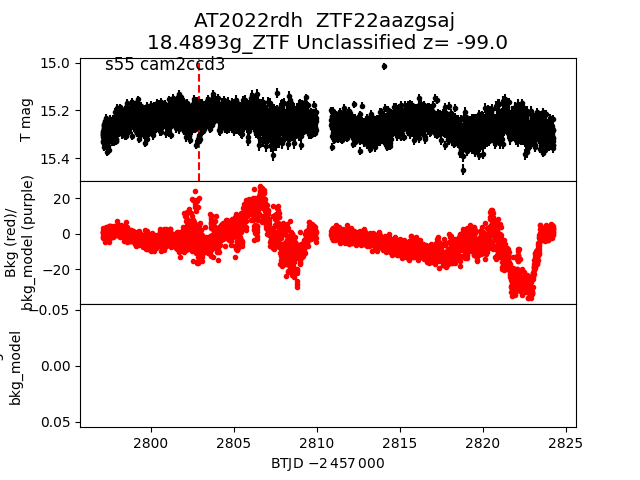 AT2022rdh  ZTF22aazgsaj
18.4893g_ZTF Unclassified z= -99.0
s55 cam2ccd3
15.0
15.2
15.4
T mag
20
0
−20
Bkg (red)/
bkg_model (purple)
−0.05
0.00
0.05
bkg_model
2800 2805 2810 2815 2820 2825
BTJD −2 457 000